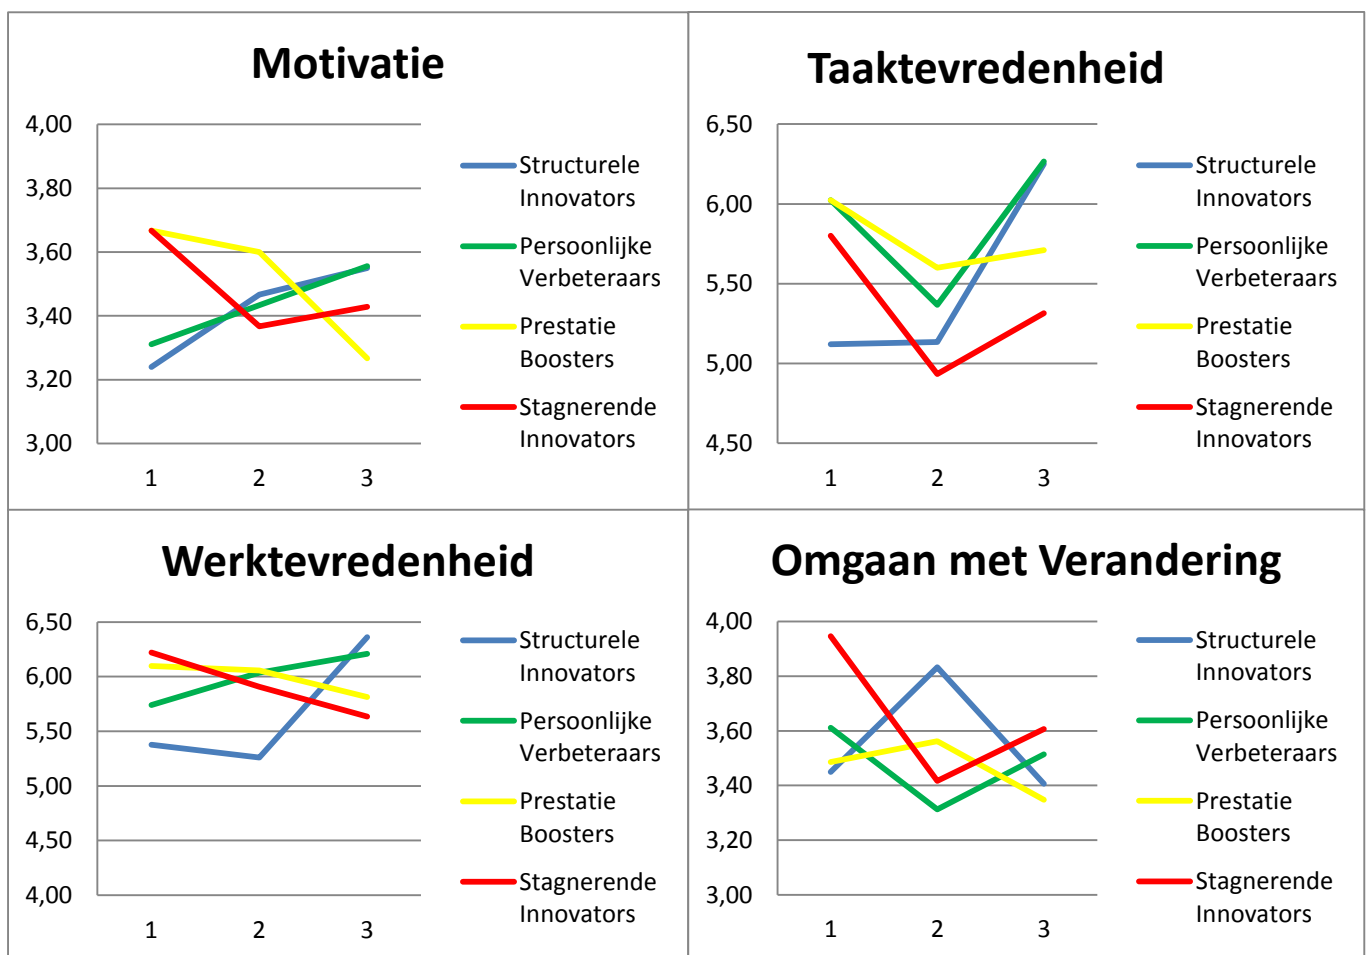 Motivatie
4,00
3,80
3,60
3,40
3,20
3,00
1 2 3
Structurele
Innovators
Persoonlijke
Verbeteraars
Prestatie
Boosters
Stagnerende
Innovators
Taaktevredenheid
6,50
6,00
5,50
5,00
4,50
1 2 3
Structurele
Innovators
Persoonlijke
Verbeteraars
Prestatie
Boosters
Stagnerende
Innovators
Werktevredenheid
6,50
6,00
5,50
5,00
4,50
4,00
1 2 3
Structurele
Innovators
Persoonlijke
Verbeteraars
Prestatie
Boosters
Stagnerende
Innovators
Omgaan met Verandering
4,00
3,80
3,60
3,40
3,20
3,00
1 2 3
Structurele
Innovators
Persoonlijke
Verbeteraars
Prestatie
Boosters
Stagnerende
Innovators